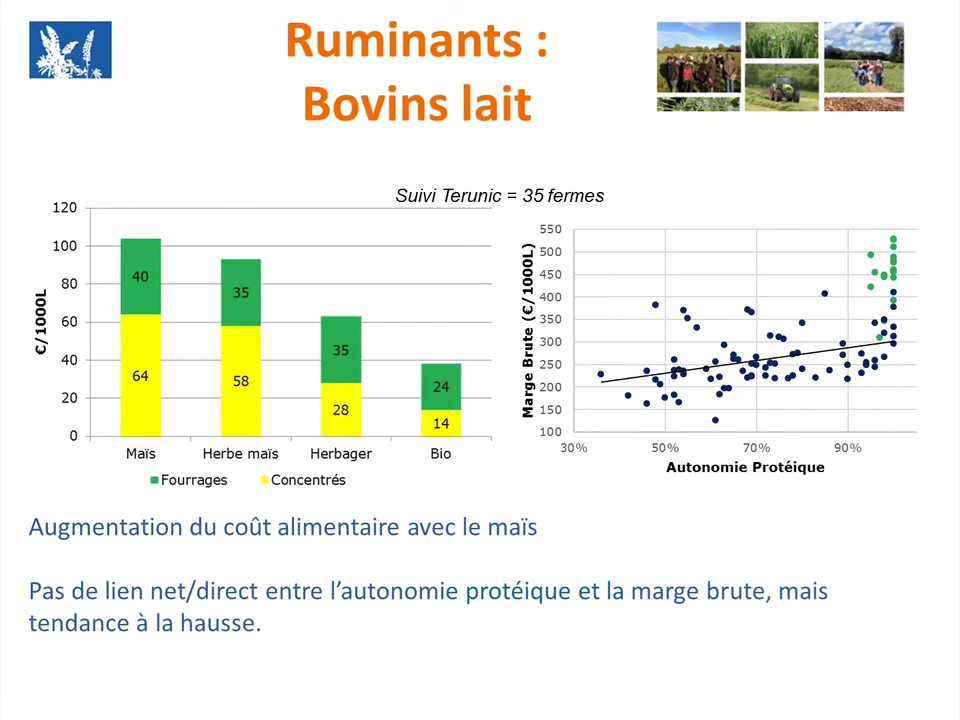 Ruminants :
Bovins lait
Suivi Terunic = 35 fermes
120
100
80
60
40
20
0
€/1000L
40
35
35
24
64
58
28
14
Maïs
Herbe maïs
Herbager
Bio
Fourrages
Concentrés
550
500
450
400
350
300
250
200
150
100
Marge Brute (€/1000L)
30%
50%
70%
90%
Autonomie Protéique
Augmentation du coût alimentaire avec le maïs
Pas de lien net/direct entre l’autonomie protéique et la marge brute, mais
tendance à la hausse.